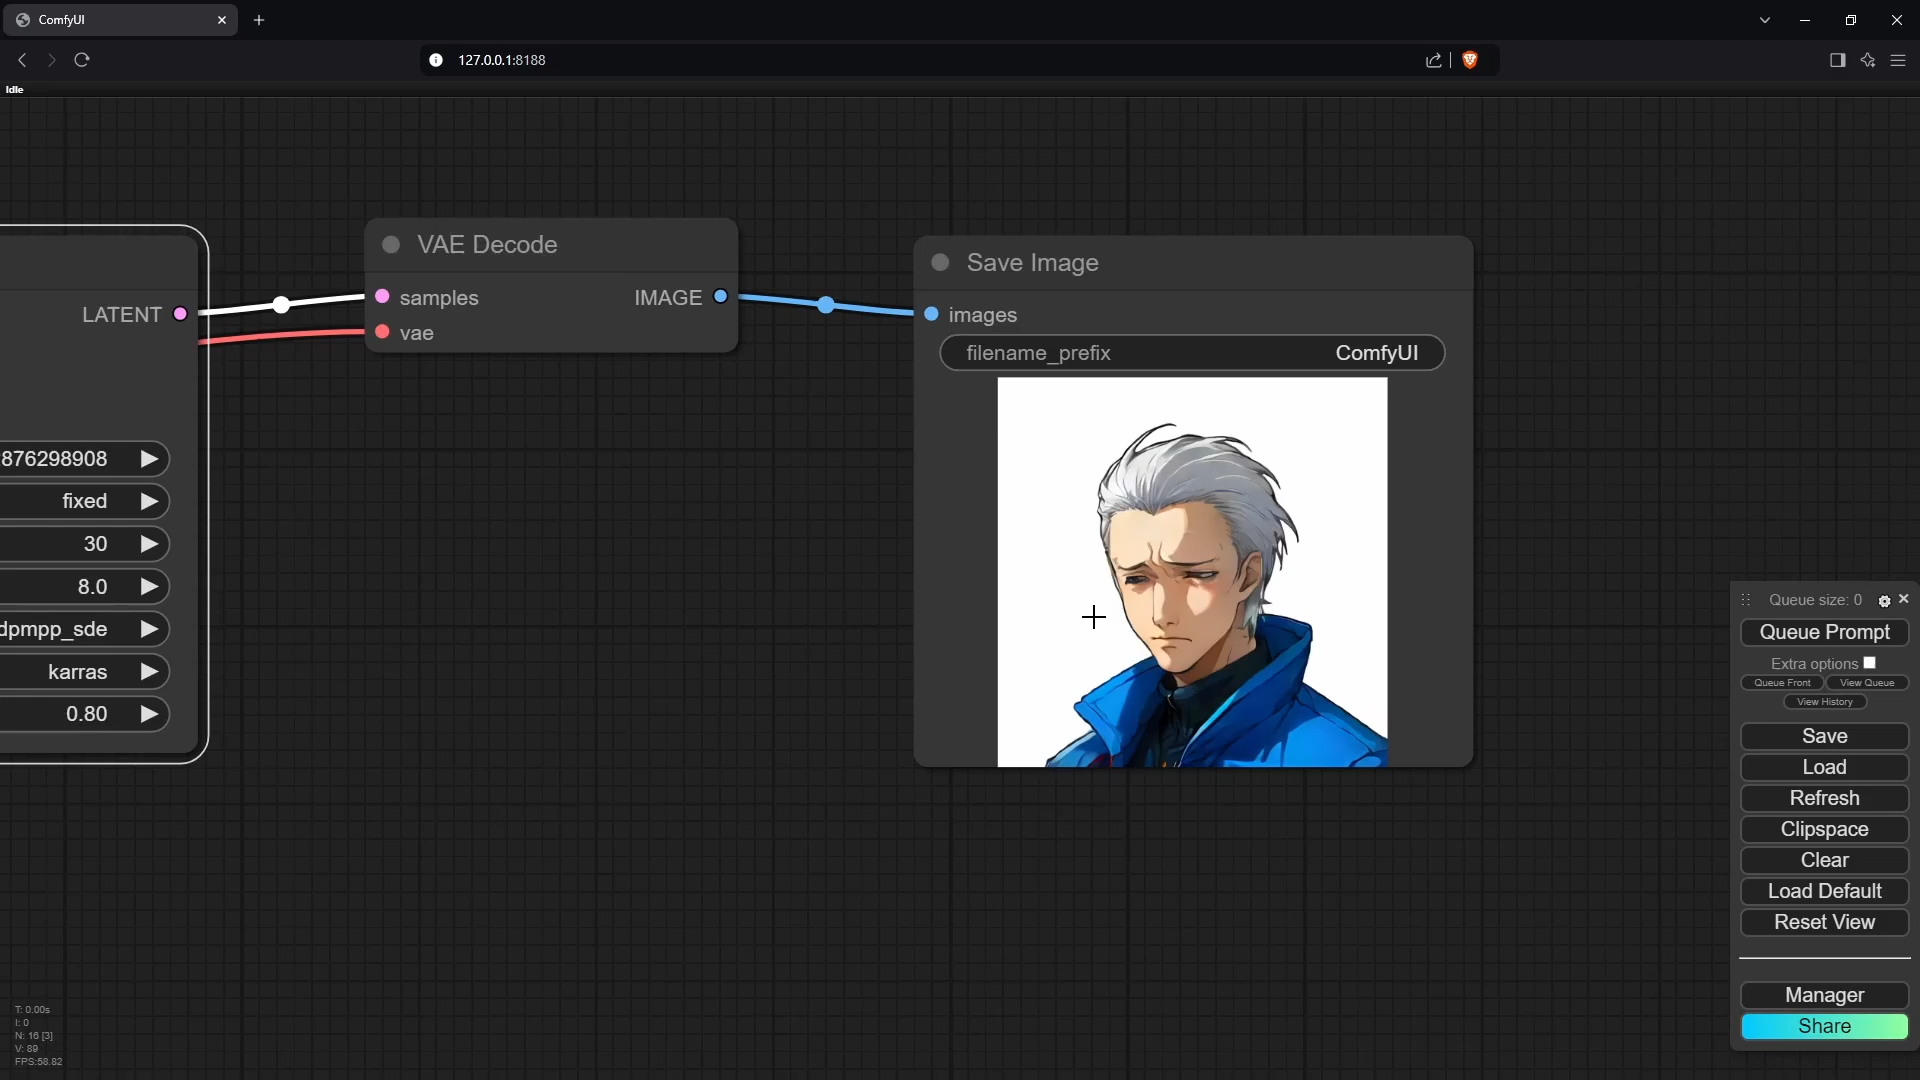 ComfyUI
127.0.0.1:8188
Idle
LATENT
876298908
fixed
30
8.0
dpmpp_sde
karras
0.80
VAE Decode
samples IMAGE
vae
Save Image
images
filename_prefix ComfyUI
Queue size: 0
Queue Prompt
Extra options
Queue Front View Queue
View History
Save
Load
Refresh
Clipspace
Clear
Load Default
Reset View
Manager
Share
T: 0.00s
I: 0
N: 16 [3]
V: 89
FPS:58.82